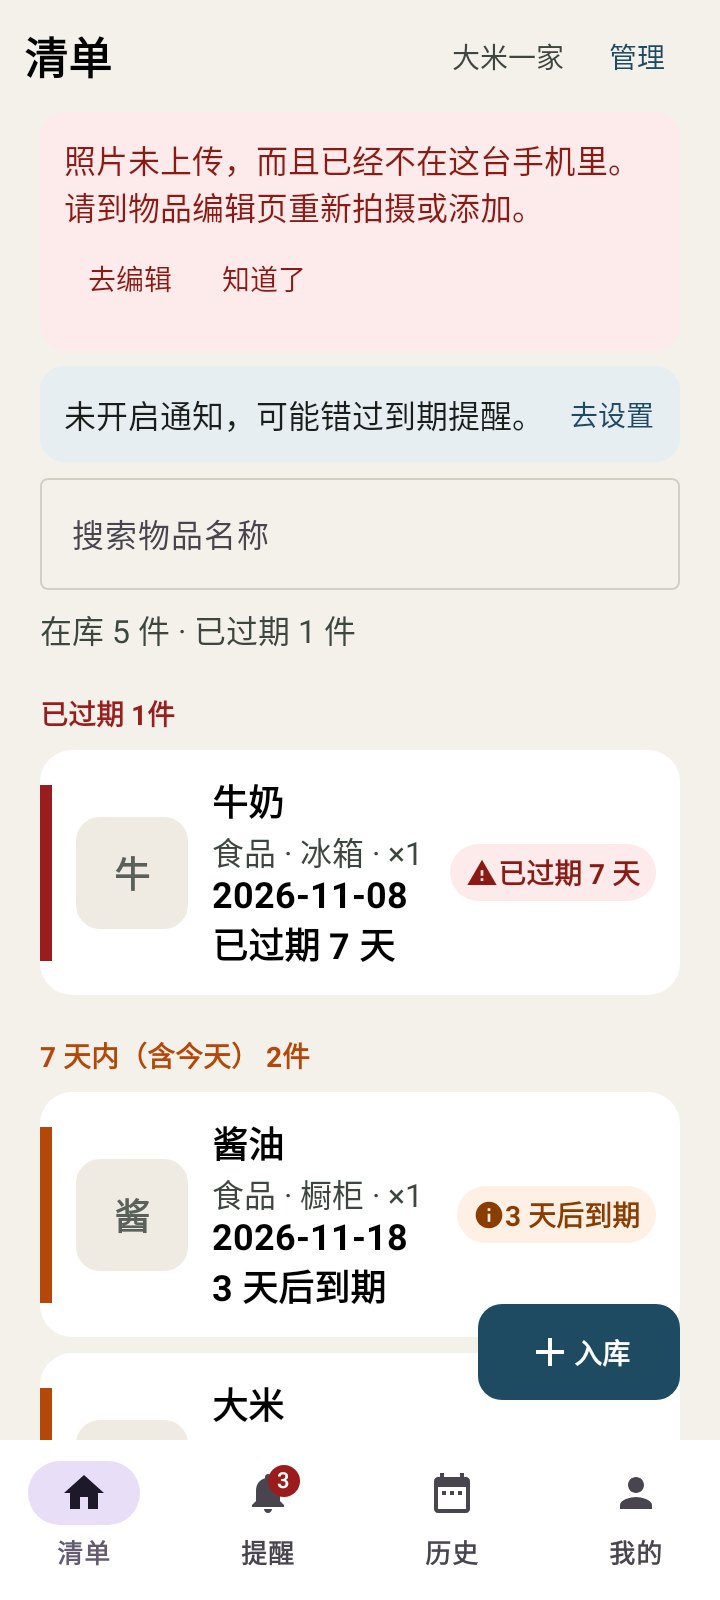 清单
大米一家 管理
照片未上传，而且已经不在这台手机里。
请到物品编辑页重新拍摄或添加。
去编辑 知道了
未开启通知，可能错过到期提醒。 去设置
搜索物品名称
在库 5 件 · 已过期 1 件
已过期 1件
牛
牛奶
食品 · 冰箱 · ×1
2026-11-08
已过期 7 天
已过期 7 天
7 天内（含今天） 2件
酱
酱油
食品 · 橱柜 · ×1
2026-11-18
3 天后到期
3 天后到期
大米
入库
清单
3
提醒
历史
我的